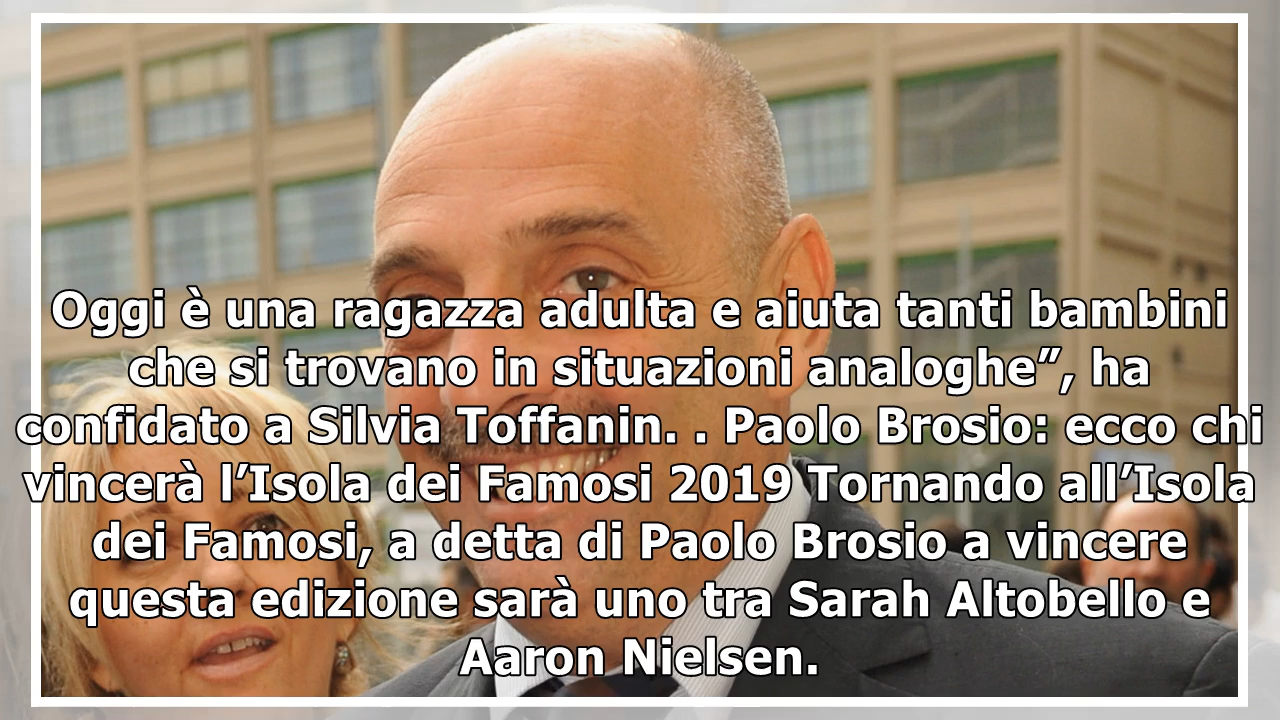 Oggi è una ragazza adulta e aiuta tanti bambini
che si trovano in situazioni analoghe”, ha
confidato a Silvia Toffanin. . Paolo Brosio: ecco chi
vincerà l’Isola dei Famosi 2019 Tornando all’Isola
dei Famosi, a detta di Paolo Brosio a vincere
questa edizione sarà uno tra Sarah Altobello e
Aaron Nielsen.